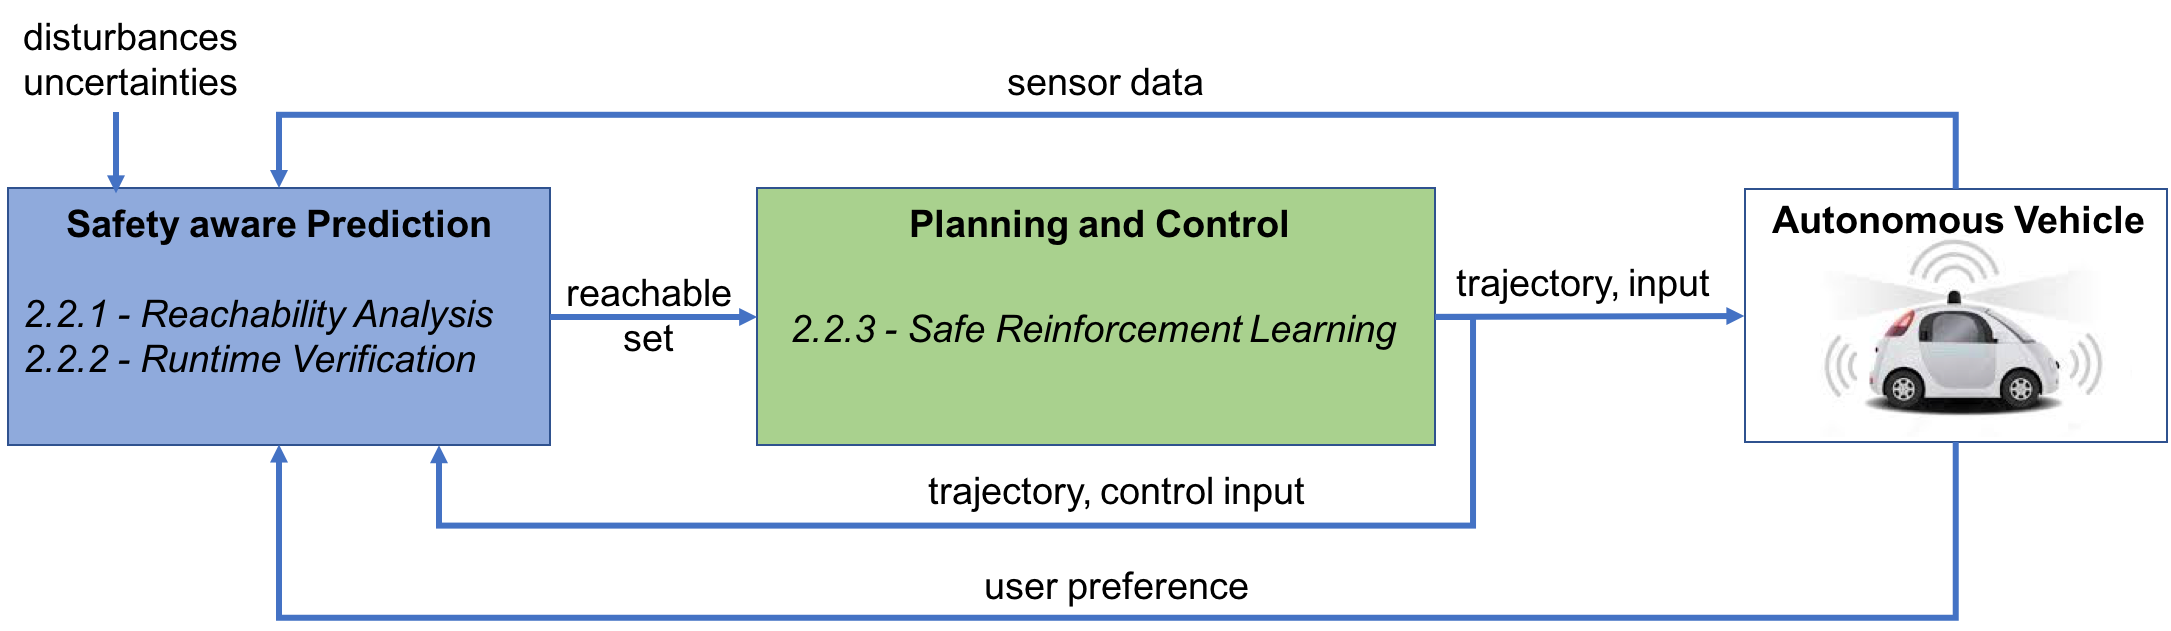 disturbances
uncertainties
sensor data
Safety aware Prediction
2.2.1 - Reachability Analysis
2.2.2 - Runtime Verification
reachable
set
Planning and Control
2.2.3 - Safe Reinforcement Learning
trajectory, input
Autonomous Vehicle
trajectory, control input
user preference